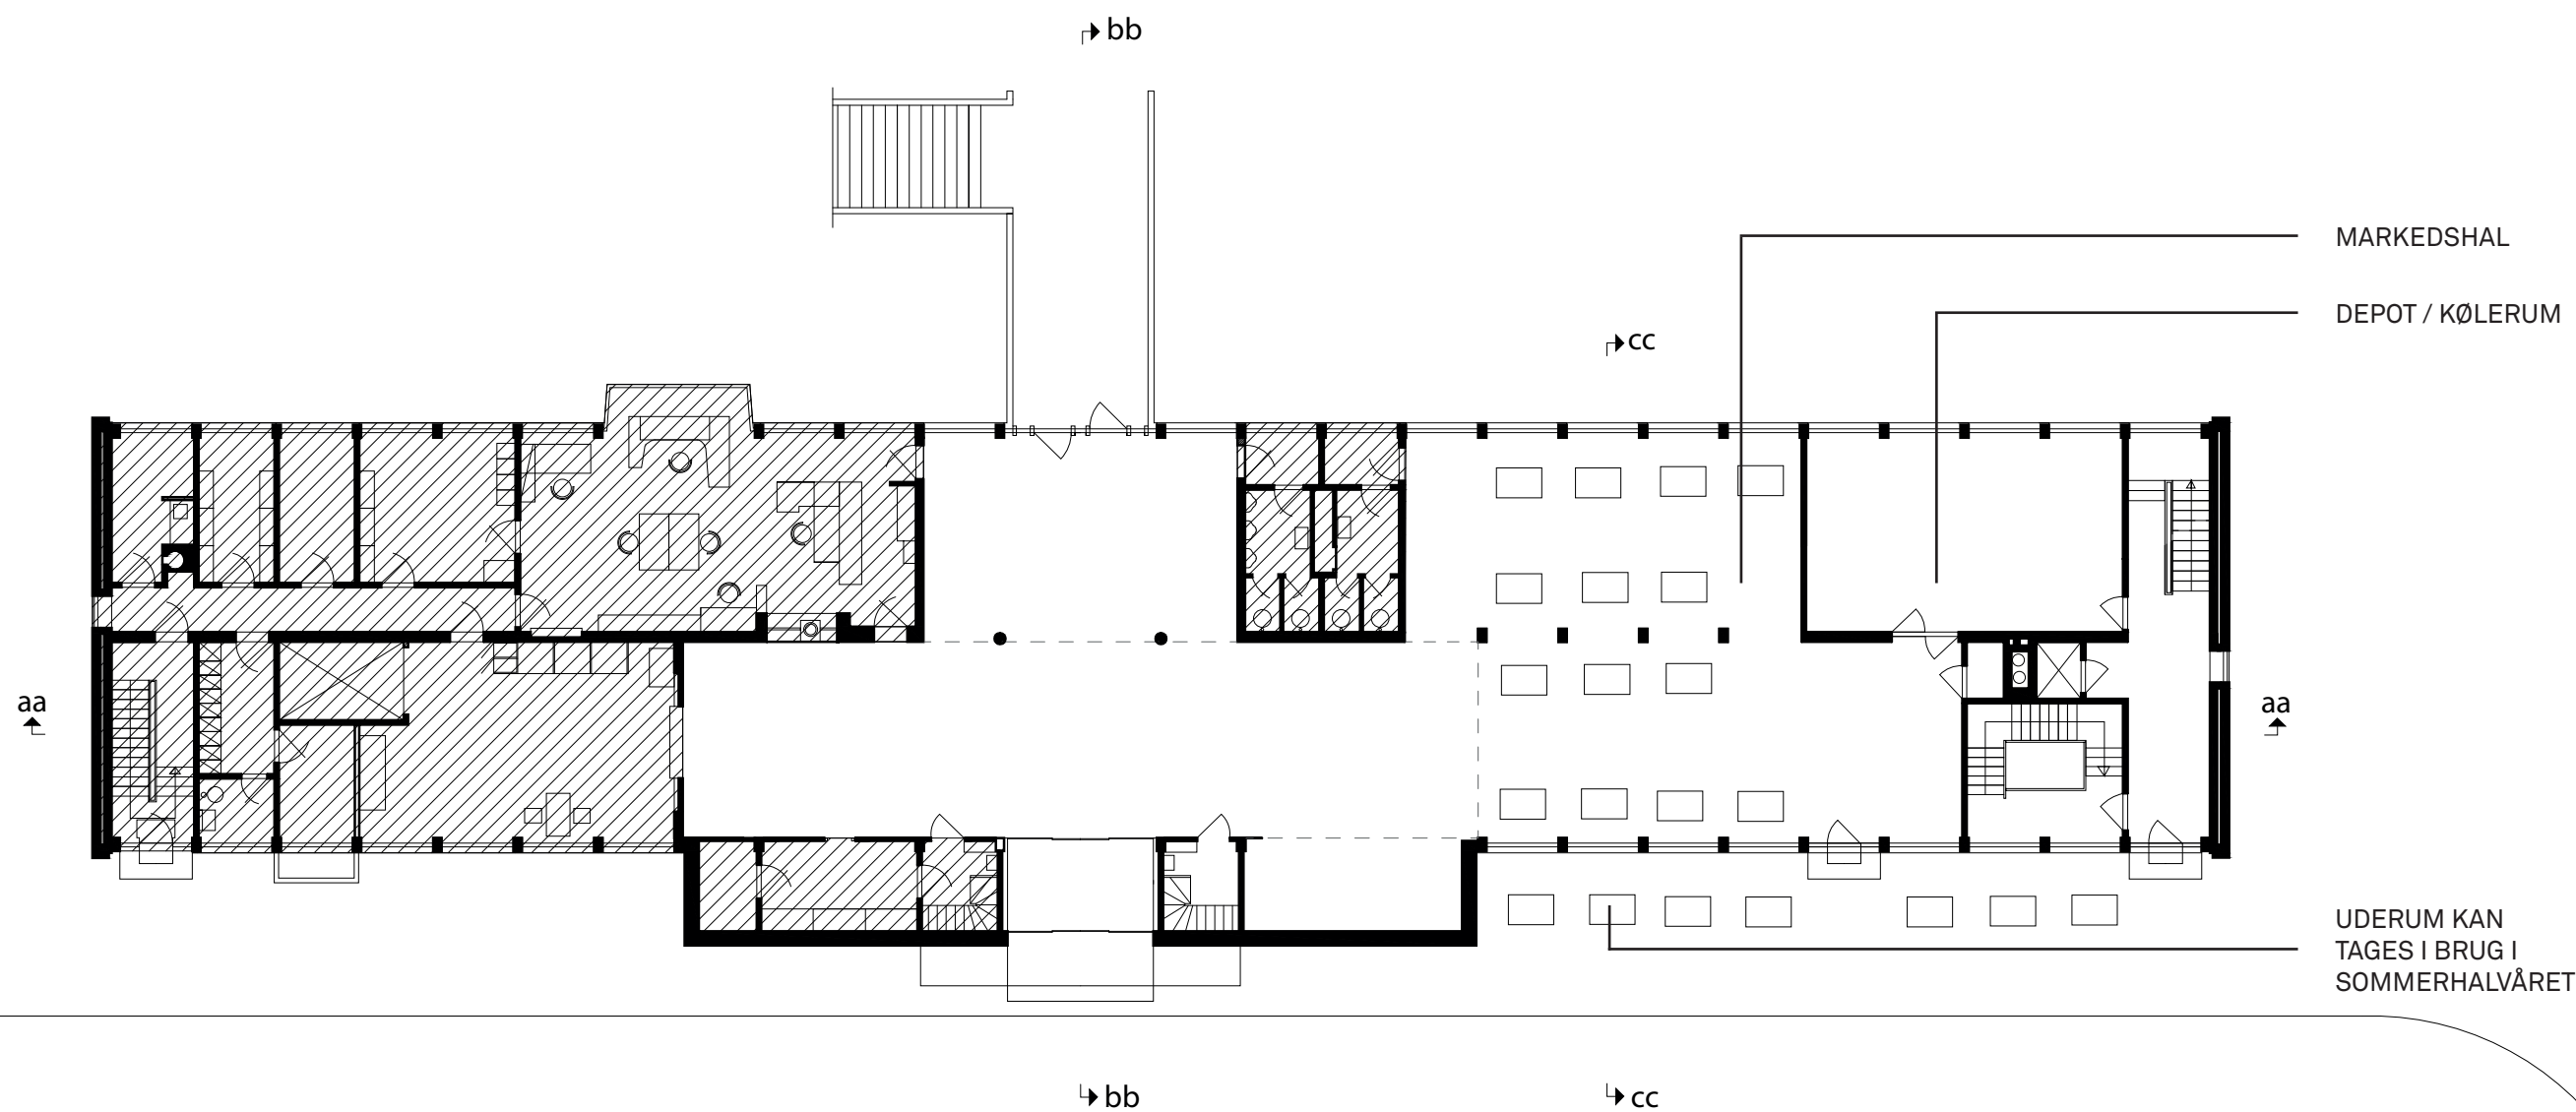 bb
MARKEDSHAL
DEPOT / KØLERUM
cc
aa
aa
UDERUM KAN
TAGES I BRUG I
SOMMERHALVÅRET
bb
cc